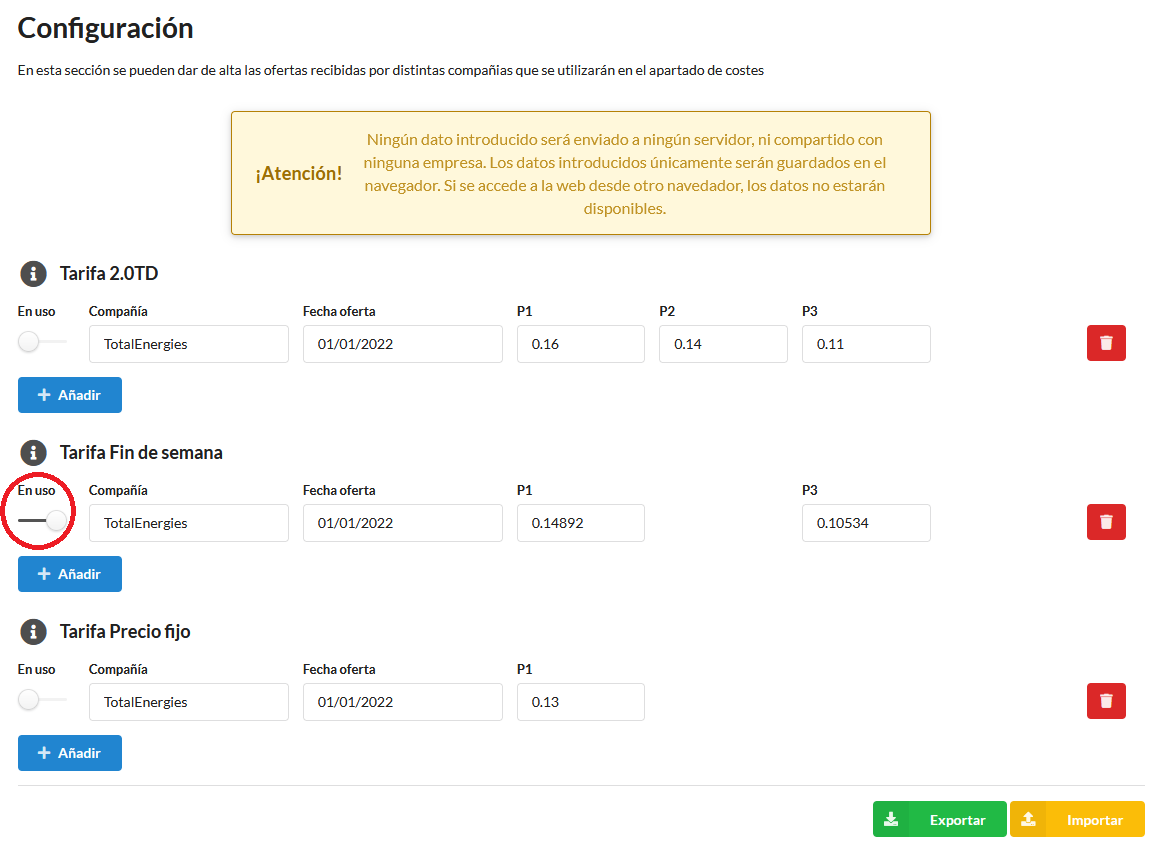 Configuración
En esta sección se pueden dar de alta las ofertas recibidas por distintas compañias que se utilizarán en el apartado de costes
¡Atención!
Ningún dato introducido será enviado a ningún servidor, ni compartido con
ninguna empresa. Los datos introducidos únicamente serán guardados en el
navegador. Si se accede a la web desde otro navedador, los datos no estarán
disponibles.
Tarifa 2.0TD
En uso Compañía Fecha oferta P1 P2 P3
TotalEnergies 01/01/2022 0.16 0.14 0.11
Añadir
Tarifa Fin de semana
En uso Compañía Fecha oferta P1 P3
TotalEnergies 01/01/2022 0.14892 0.10534
Añadir
Tarifa Precio fijo
En uso Compañía Fecha oferta P1
TotalEnergies 01/01/2022 0.13
Añadir
Exportar Importar